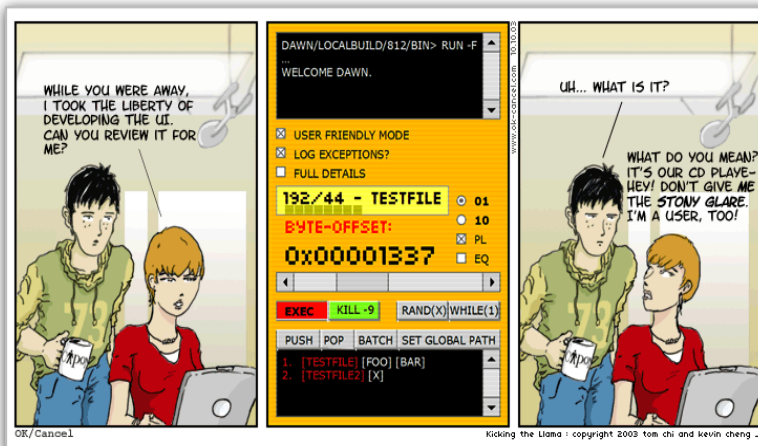 WHILE YOU WERE AWAY,
I TOOK THE LIBERTY OF
DEVELOPING THE UI.
CAN YOU REVIEW IT FOR
ME?
DAWN/LOCALBUILD/812/BIN> RUN -F
...
WELCOME DAWN.
USER FRIENDLY MODE
LOG EXCEPTIONS?
FULL DETAILS
192/44 - TESTFILE
01
10
BYTE-OFFSET:
PL
0x00001337
EQ
EXEC KILL -9 RAND(X) WHILE(1)
PUSH POP BATCH SET GLOBAL PATH
1. [TESTFILE] [FOO] [BAR]
2. [TESTFILE2] [X]
www.ok-cancel.com 10.10.03
UH... WHAT IS IT?
WHAT DO YOU MEAN?
IT'S OUR CD PLAYE-
HEY! DON'T GIVE ME
THE STONY GLARE.
I'M A USER, TOO!
73
OK/Cancel
Kicking the Llama : copyright 2003 tom chi and kevin cheng